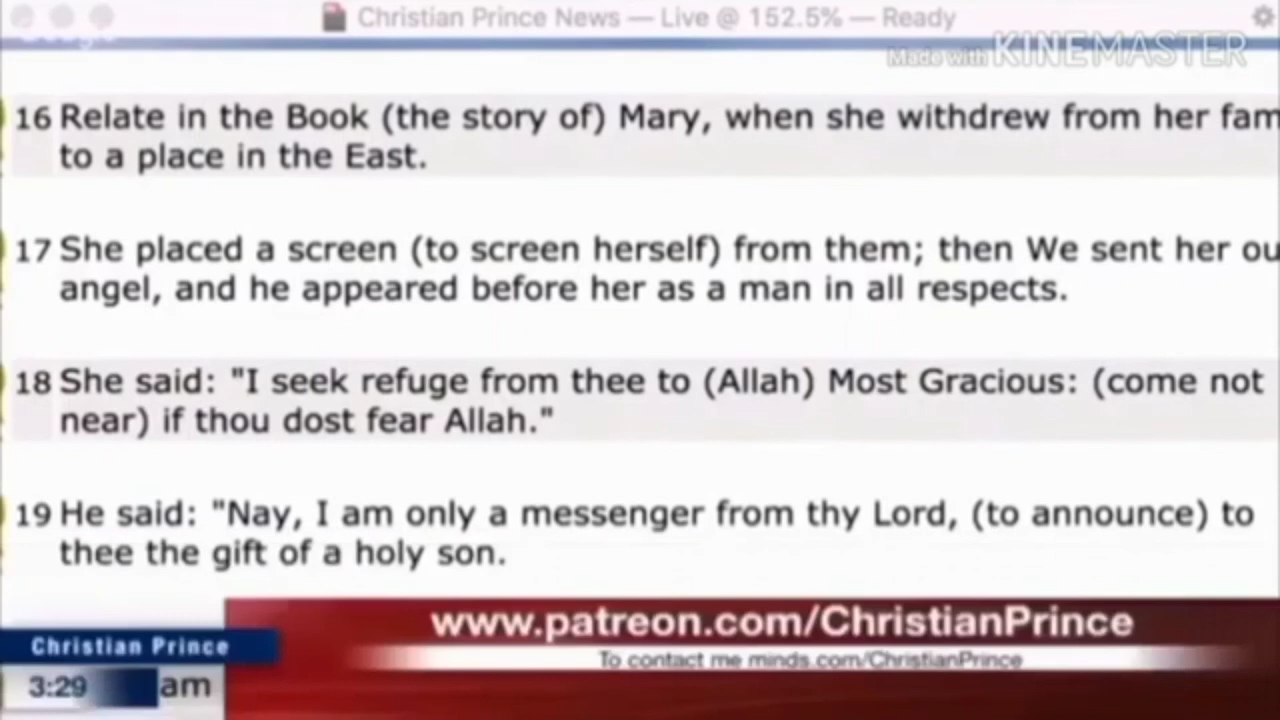 Christian Prince News — Live @ 152.5% — Ready
Made with KINEMASTER
16 Relate in the Book (the story of) Mary, when she withdrew from her fam
to a place in the East.
17 She placed a screen (to screen herself) from them; then We sent her ou
angel, and he appeared before her as a man in all respects.
18 She said: "I seek refuge from thee to (Allah) Most Gracious: (come not
near) if thou dost fear Allah."
19 He said: "Nay, I am only a messenger from thy Lord, (to announce) to
thee the gift of a holy son.
www.patreon.com/ChristianPrince
Christian Prince
To contact me minds.com/ChristianPrince
3:29 am